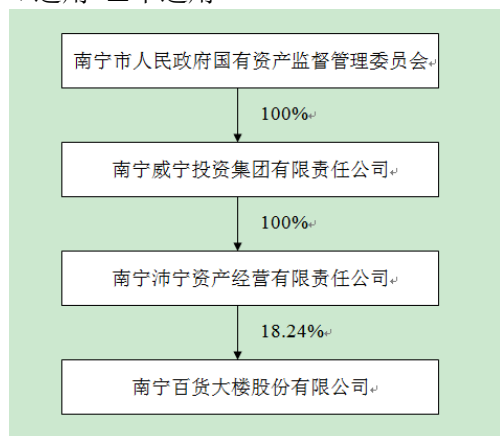 南宁市人民政府国有资产监督管理委员会
100%
南宁威宁投资集团有限责任公司
100%
南宁沛宁资产经营有限责任公司
18.24%
南宁百货大楼股份有限公司